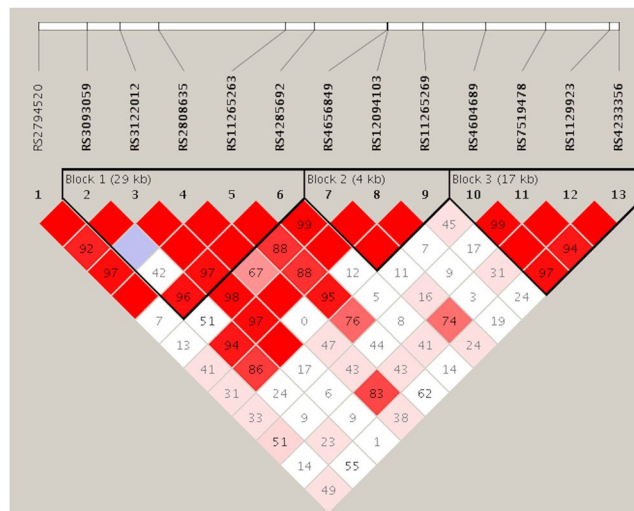 RS2794520
RS3093059
RS3122012
RS2808635
RS11265263
RS4285692
RS4656849
RS12094103
RS11265269
RS4604689
RS7519478
RS1129923
RS4233356
Block 1 (29 kb) Block 2 (4 kb) Block 3 (17 kb)
1 2 3 4 5 6 7 8 9 10 11 12 13
99 45 99
92 88 7 17 94
97 42 97 67 88 12 11 9 31 97
96 98 95 5 16 3 24
7 51 97 0 76 8 74 19
13 94 47 44 41 24
41 86 17 43 43 14
31 24 6 83 62
33 9 9 38
51 23 1
14 55
49